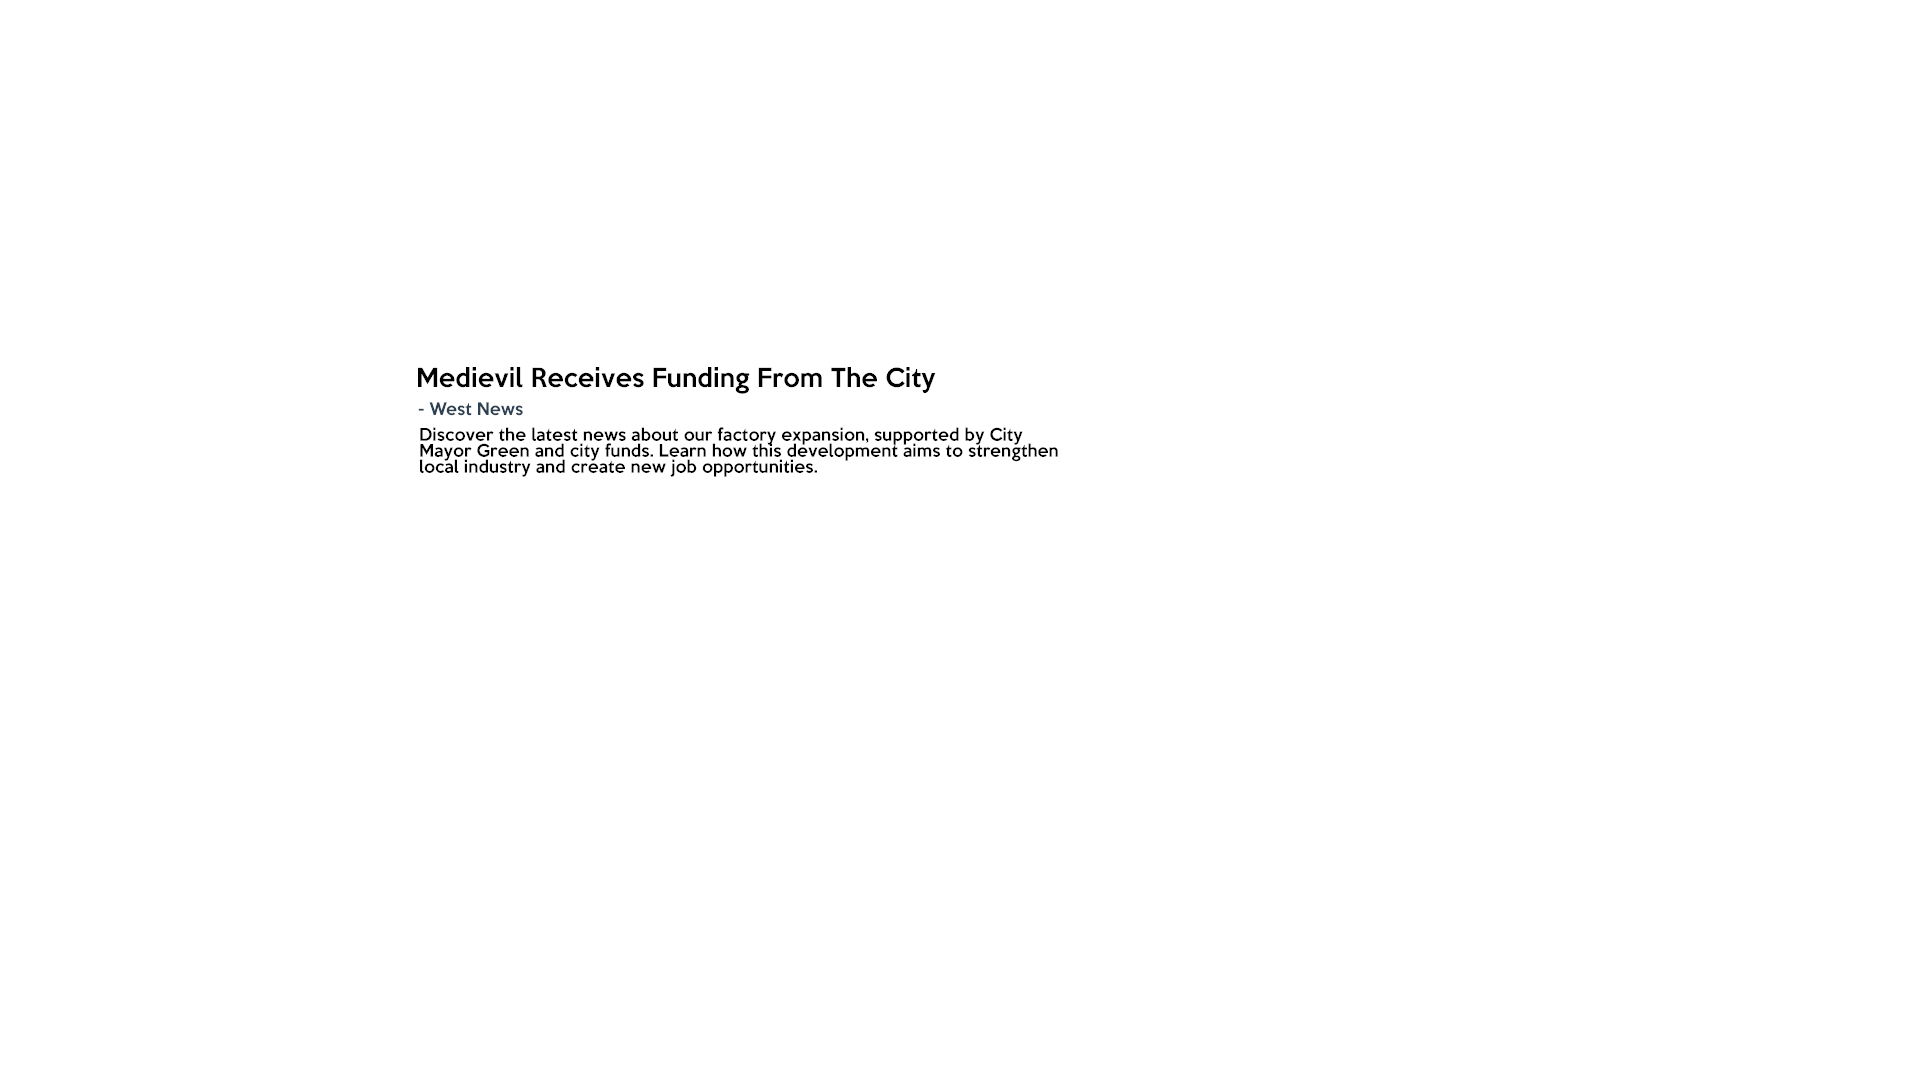 Medievil Receives Funding From The City
- West News
Discover the latest news about our factory expansion, supported by City
Mayor Green and city funds. Learn how this development aims to strengthen
local industry and create new job opportunities.